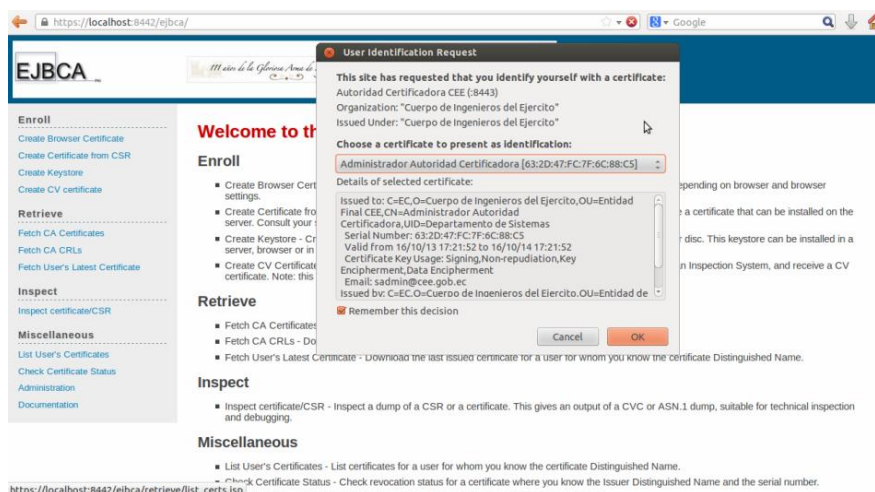 https://localhost:8442/ejbca/
Google
EJBCA
111 años de la Gloriosa Arma de
User Identification Request
This site has requested that you identify yourself with a certificate:
Autoridad Certificadora CEE (:8443)
Organization: "Cuerpo de Ingenieros del Ejercito"
Issued Under: "Cuerpo de Ingenieros del Ejercito"
Choose a certificate to present as identification:
Administrador Autoridad Certificadora [63:2D:47:FC:7F:6C:88:C5]
Details of selected certificate:
Issued to: C=EC,O=Cuerpo de Ingenieros del Ejercito,OU=Entidad
Final CEE,CN=Administrador Autoridad
Certificadora,UID=Departamento de Sistemas
Serial Number: 63:2D:47:FC:7F:6C:88:C5
Valid from 16/10/13 17:21:52 to 16/10/14 17:21:52
Certificate Key Usage: Signing,Non-repudiation,Key
Encipherment,Data Encipherment
Email: sadmin@cee.gob.ec
Issued by: C=EC,O=Cuerpo de Ingenieros del Ejercito,OU=Entidad de
Remember this decision
Cancel
OK
Enroll
Create Browser Certificate
Create Certificate from CSR
Create Keystore
Create CV certificate
Retrieve
Fetch CA Certificates
Fetch CA CRLs
Fetch User's Latest Certificate
Inspect
Inspect certificate/CSR
Miscellaneous
List User's Certificates
Check Certificate Status
Administration
Documentation
Welcome to th
Enroll
Create Browser Cert
epending on browser and browser
settings.
Create Certificate fro
e a certificate that can be installed on the
server. Consult your
Create Keystore - Cr
r disc. This keystore can be installed in a
server, browser or in
Create CV Certificate
n Inspection System, and receive a CV
certificate. Note: this
Retrieve
Fetch CA Certificates
Fetch CA CRLs - Do
Fetch User's Latest Certificate - Download the last issued certificate for a user for whom you know the certificate Distinguished Name.
Inspect
Inspect certificate/CSR - Inspect a dump of a CSR or a certificate. This gives an output of a CVC or ASN.1 dump, suitable for technical inspection
and debugging.
Miscellaneous
List User's Certificates - List certificates for a user for whom you know the certificate Distinguished Name.
Check Certificate Status - Check revocation status for a certificate where you know the Issuer Distinguished Name and the serial number.
https://localhost:8442/ejbca/retrieve/list_certs.jsp